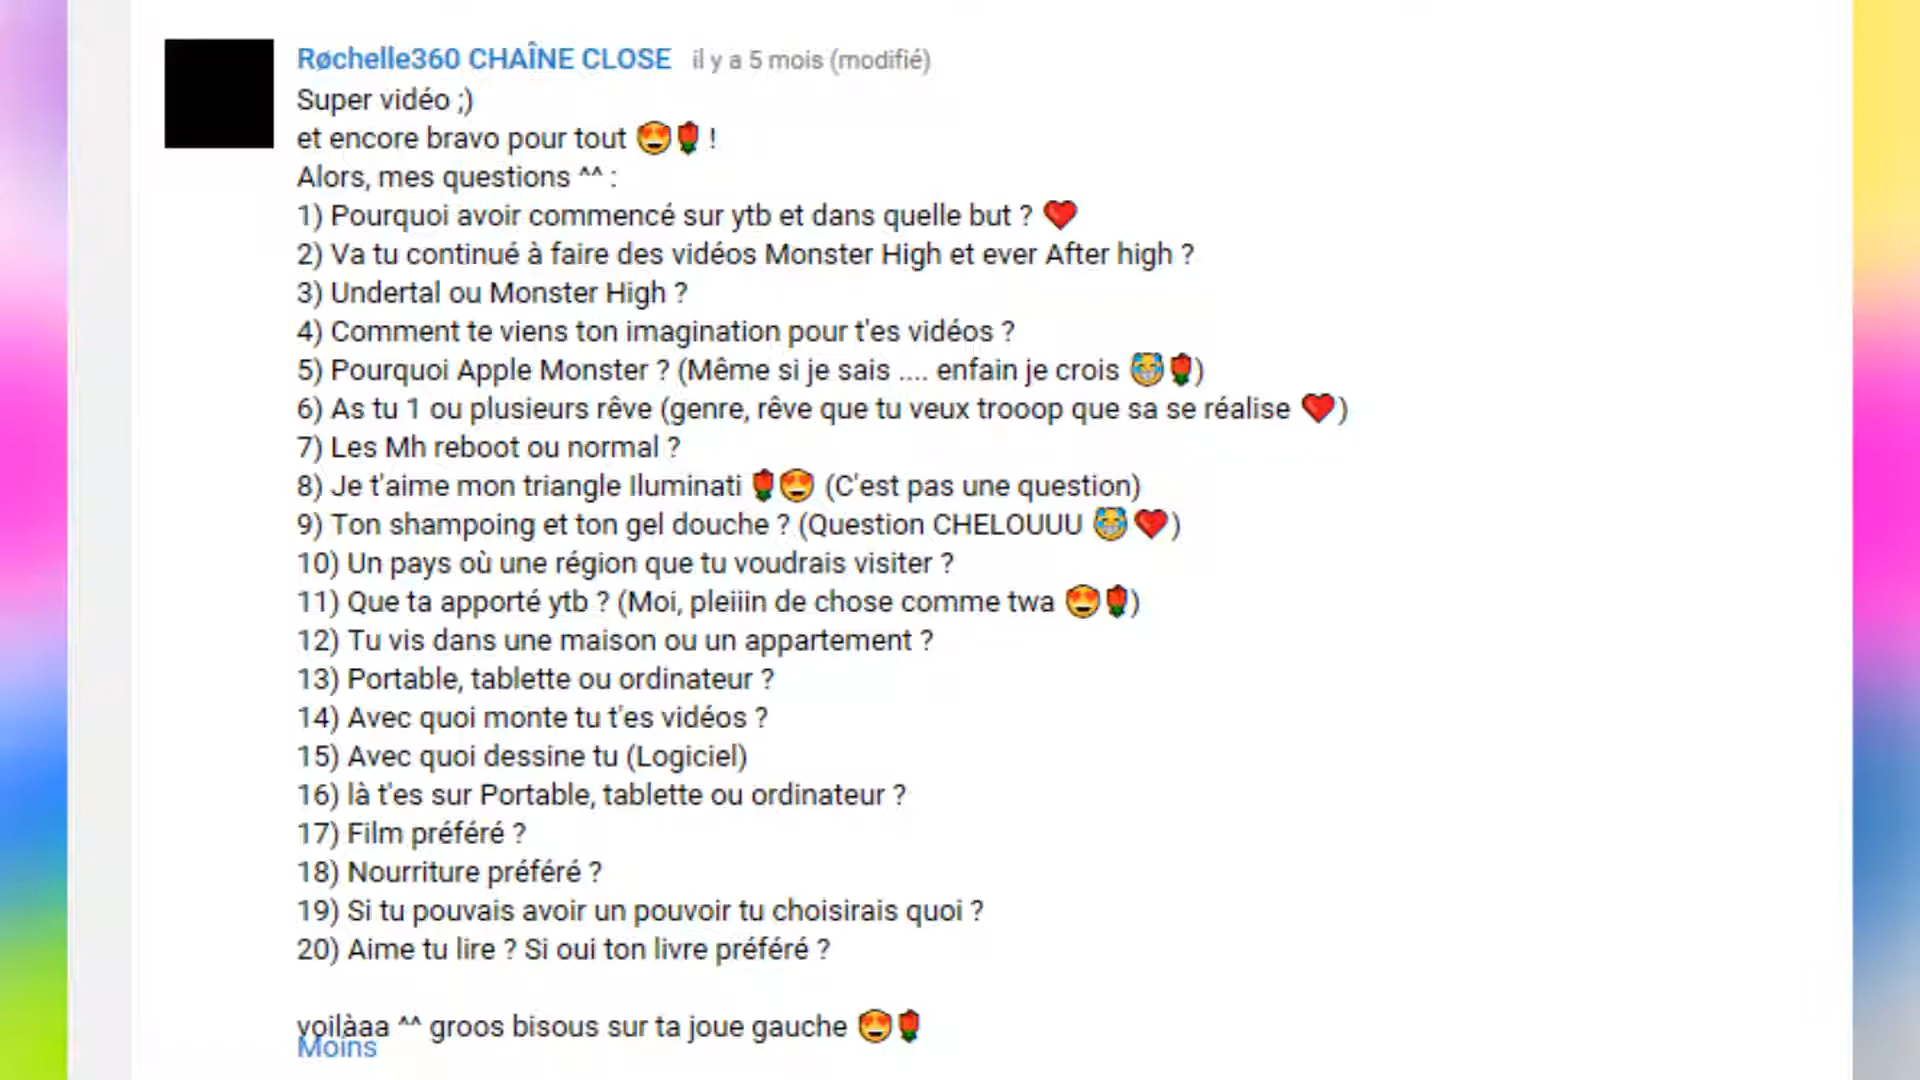 Røchelle360 CHAÎNE CLOSE il y a 5 mois (modifié)
Super vidéo ;)
et encore bravo pour tout 😍🌹 !
Alors, mes questions ^^ :
1) Pourquoi avoir commencé sur ytb et dans quelle but ? ❤
2) Va tu continué à faire des vidéos Monster High et ever After high ?
3) Undertal ou Monster High ?
4) Comment te viens ton imagination pour t'es vidéos ?
5) Pourquoi Apple Monster ? (Même si je sais .... enfain je crois 😹🌹)
6) As tu 1 ou plusieurs rêve (genre, rêve que tu veux trooop que sa se réalise ❤)
7) Les Mh reboot ou normal ?
8) Je t'aime mon triangle Iluminati 🌹😍 (C'est pas une question)
9) Ton shampoing et ton gel douche ? (Question CHELOUUU 😹❤)
10) Un pays où une région que tu voudrais visiter ?
11) Que ta apporté ytb ? (Moi, pleiiin de chose comme twa 😍🌹)
12) Tu vis dans une maison ou un appartement ?
13) Portable, tablette ou ordinateur ?
14) Avec quoi monte tu t'es vidéos ?
15) Avec quoi dessine tu (Logiciel)
16) là t'es sur Portable, tablette ou ordinateur ?
17) Film préféré ?
18) Nourriture préféré ?
19) Si tu pouvais avoir un pouvoir tu choisirais quoi ?
20) Aime tu lire ? Si oui ton livre préféré ?
voilàaa ^^ groos bisous sur ta joue gauche 😍🌹
Moins